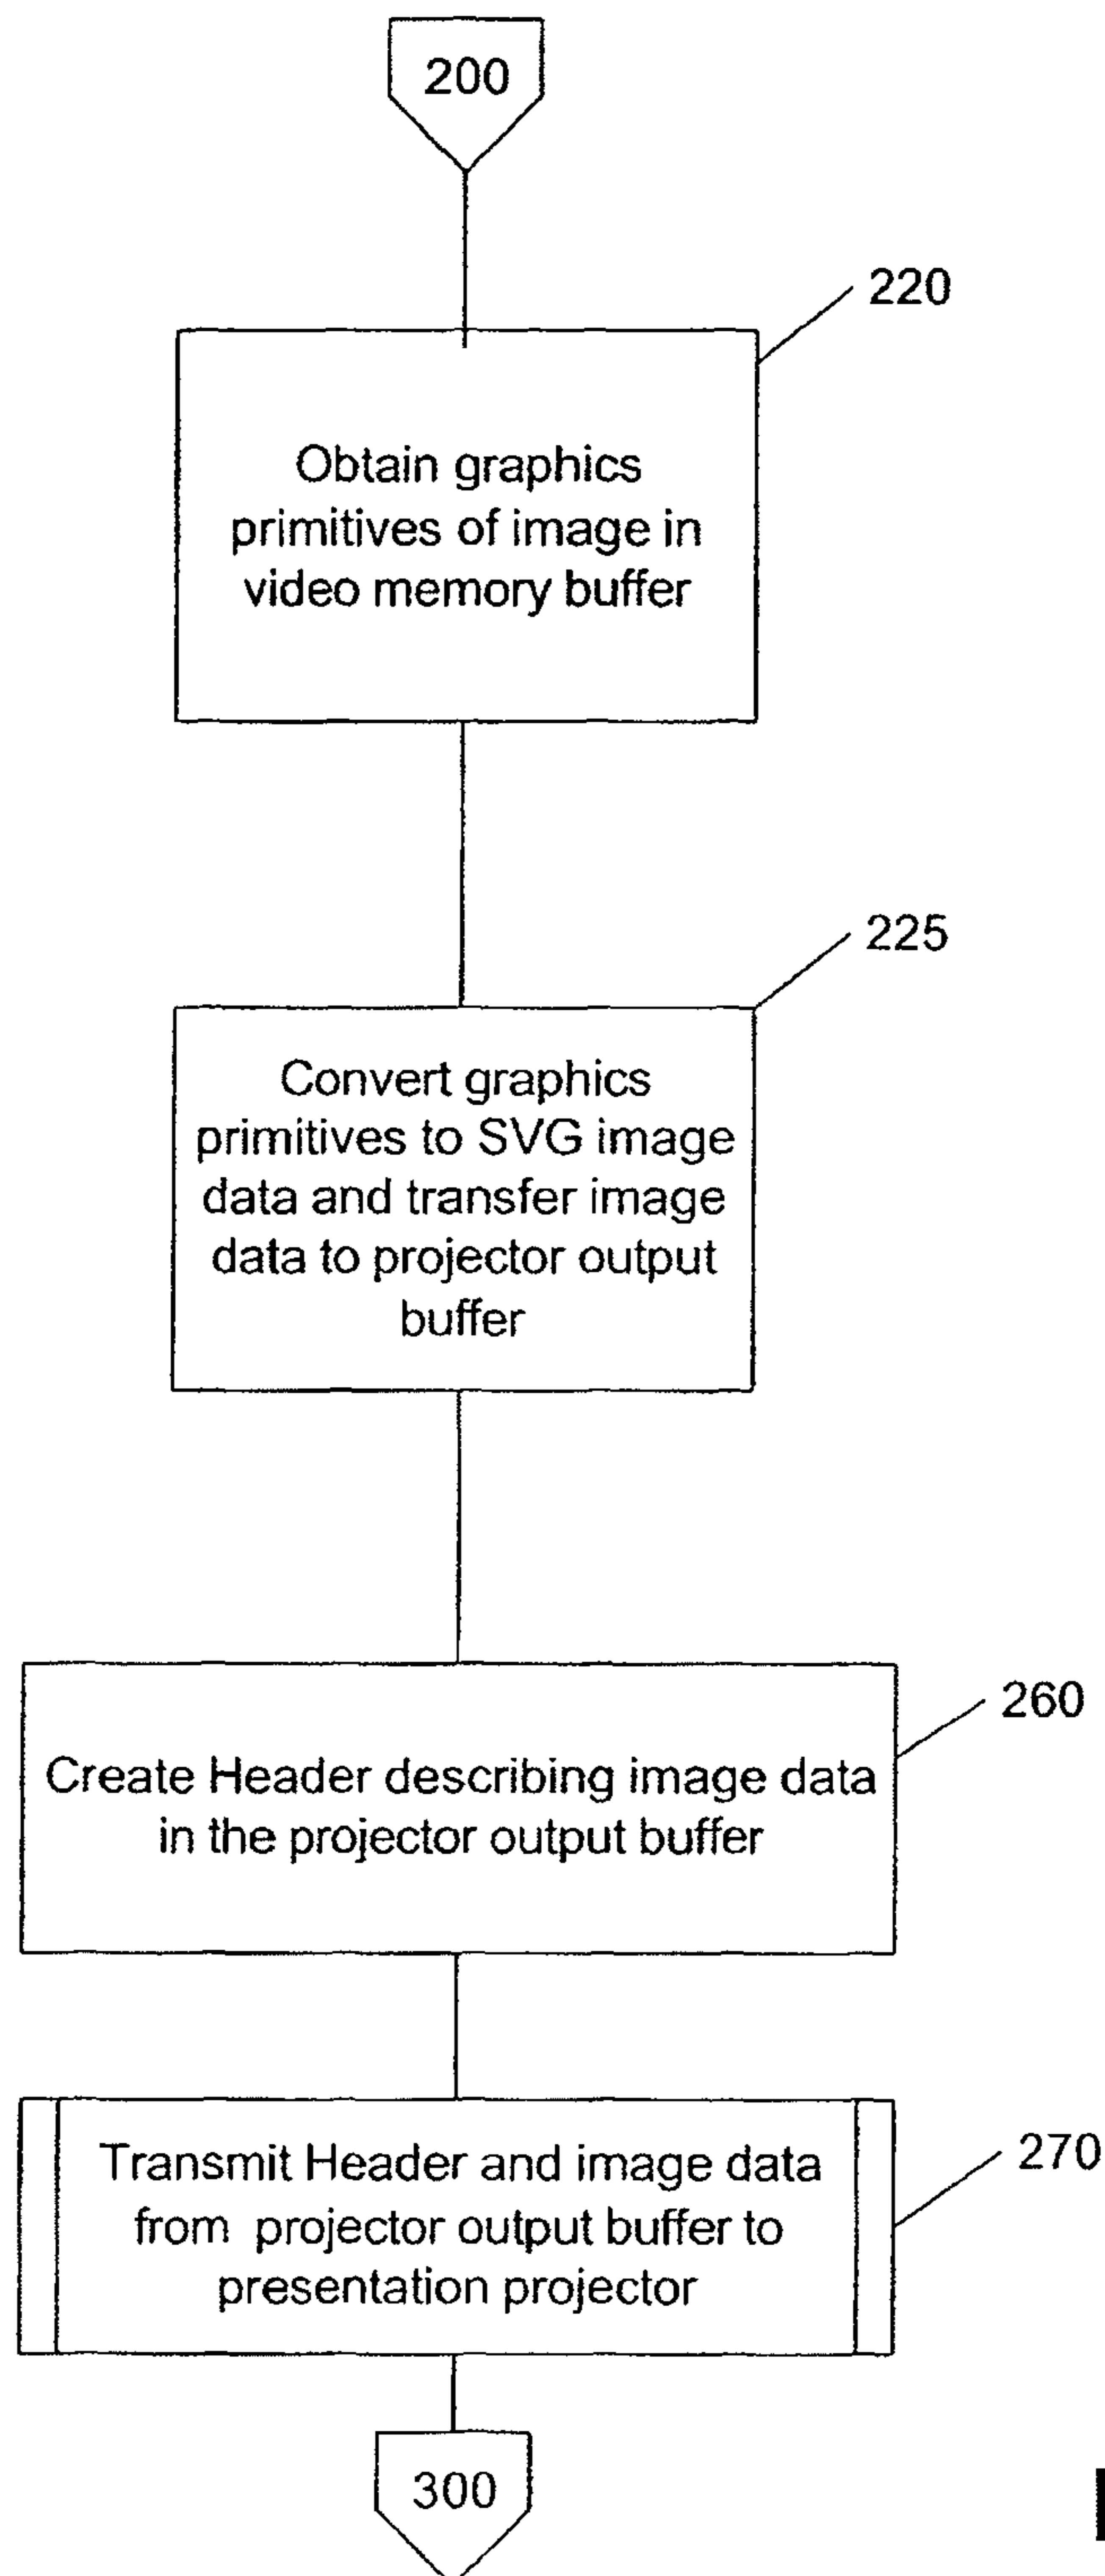 200
220
Obtain graphics
primitives of image in
video memory buffer
225
Convert graphics
primitives to SVG image
data and transfer image
data to projector output
buffer
260
Create Header describing image data
in the projector output buffer
270
Transmit Header and image data
from projector output buffer to
presentation projector
300